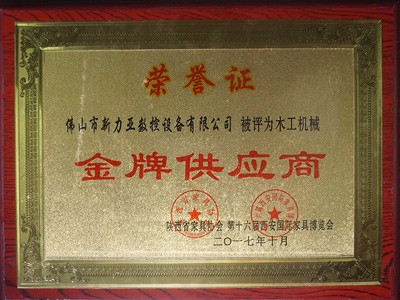 荣誉证
佛山市新力亚数控设备有限公司 被评为木工机械
金牌供应商
陕西省家具协会 第十六届西安国际家具博览会
二〇一七年十月